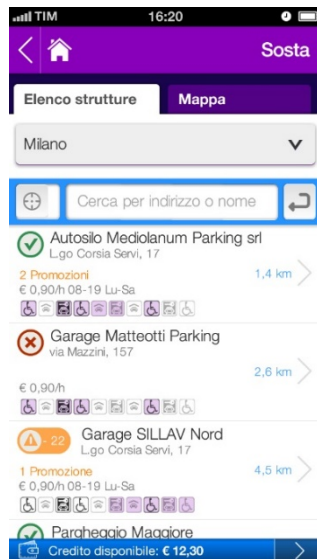 TIM 16:20
Sosta
Elenco strutture Mappa
Milano
Cerca per indirizzo o nome
Autosilo Mediolanum Parking srl
L.go Corsia Servi, 17
2 Promozioni
1,4 km
€ 0,90/h 08-19 Lu-Sa
Garage Matteotti Parking
via Mazzini, 157
2,6 km
€ 0,90/h
- 22 Garage SILLAV Nord
L.go Corsia Servi, 17
1 Promozione
4,5 km
€ 0,90/h 08-19 Lu-Sa
Pargheggio Maggiore
Credito disponibile: € 12,30